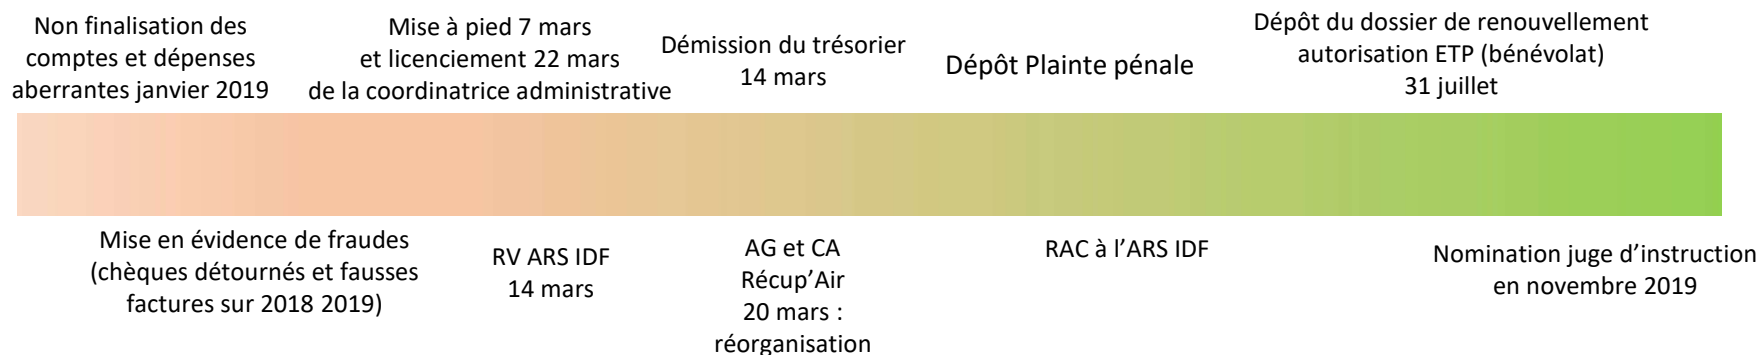 Non finalisation des
comptes et dépenses
aberrantes janvier 2019
Mise à pied 7 mars
et licenciement 22 mars
de la coordinatrice administrative
Démission du trésorier
14 mars
Dépôt Plainte pénale
Dépôt du dossier de renouvellement
autorisation ETP (bénévolat)
31 juillet
Mise en évidence de fraudes
(chèques détournés et fausses
factures sur 2018 2019)
RV ARS IDF
14 mars
AG et CA
Récup’Air
20 mars :
réorganisation
RAC à l’ARS IDF
Nomination juge d’instruction
en novembre 2019